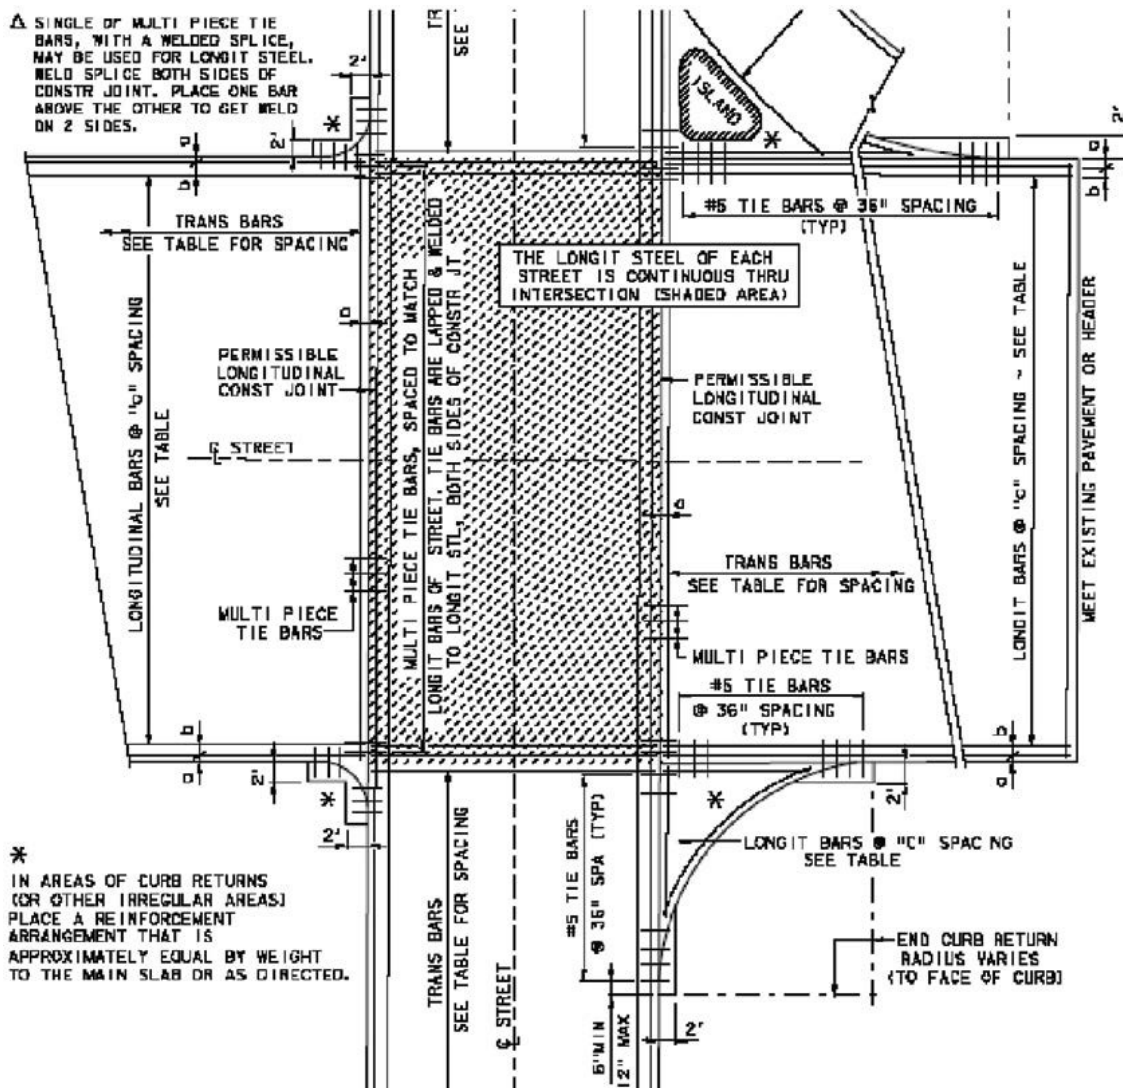 Δ SINGLE or MULTI PIECE TIE
BARS, WITH A WELDED SPLICE,
MAY BE USED FOR LONGIT STEEL.
WELD SPLICE BOTH SIDES OF
CONSTR JOINT. PLACE ONE BAR
ABOVE THE OTHER TO GET WELD
ON 2 SIDES.
2'
TR
SEE
ISLAND
*
*
2'
2'
a
b
a
b
TRANS BARS
SEE TABLE FOR SPACING
#5 TIE BARS @ 36" SPACING
(TYP)
THE LONGIT STEEL OF EACH
STREET IS CONTINUOUS THRU
INTERSECTION (SHADED AREA)
LONGITUDINAL BARS @ "C" SPACING
SEE TABLE
a
PERMISSIBLE
LONGITUDINAL
CONST JOINT
MULTI PIECE TIE BARS, SPACED TO MATCH
LONGIT BARS OF STREET. TIE BARS ARE LAPPED & WELDED
TO LONGIT STL, BOTH SIDES OF CONSTR JT
PERMISSIBLE
LONGITUDINAL
CONST JOINT
LONGIT BARS @ "C" SPACING ~ SEE TABLE
MEET EXISTING PAVEMENT OR HEADER
℄ STREET
a
TRANS BARS
SEE TABLE FOR SPACING
MULTI PIECE
TIE BARS
MULTI PIECE TIE BARS
#5 TIE BARS
@ 36" SPACING
(TYP)
b
a
2'
b
a
2'
*
2'
*
TRANS BARS
SEE TABLE FOR SPACING
℄ STREET
#5 TIE BARS
@ 36" SPA (TYP)
LONGIT BARS @ "C" SPACING
SEE TABLE
*
IN AREAS OF CURB RETURNS
(OR OTHER IRREGULAR AREAS)
PLACE A REINFORCEMENT
ARRANGEMENT THAT IS
APPROXIMATELY EQUAL BY WEIGHT
TO THE MAIN SLAB OR AS DIRECTED.
END CURB RETURN
RADIUS VARIES
(TO FACE OF CURB)
6"MIN
12" MAX
2'